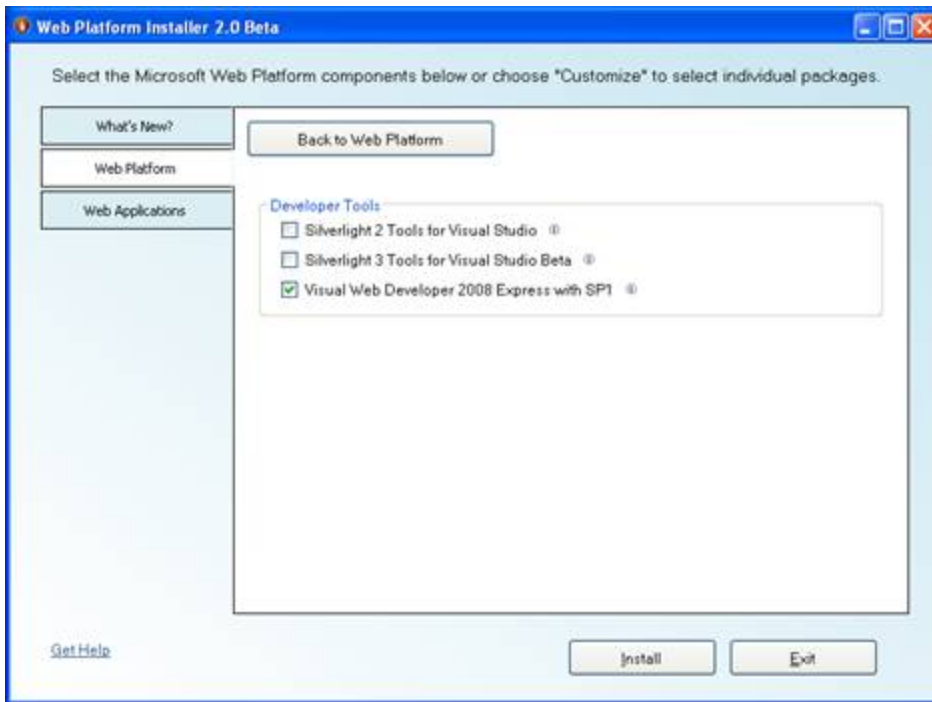 Web Platform Installer 2.0 Beta
Select the Microsoft Web Platform components below or choose "Customize" to select individual packages.
What's New?
Web Platform
Web Applications
Back to Web Platform
Developer Tools
Silverlight 2 Tools for Visual Studio
Silverlight 3 Tools for Visual Studio Beta
Visual Web Developer 2008 Express with SP1
Get Help
Install
Exit